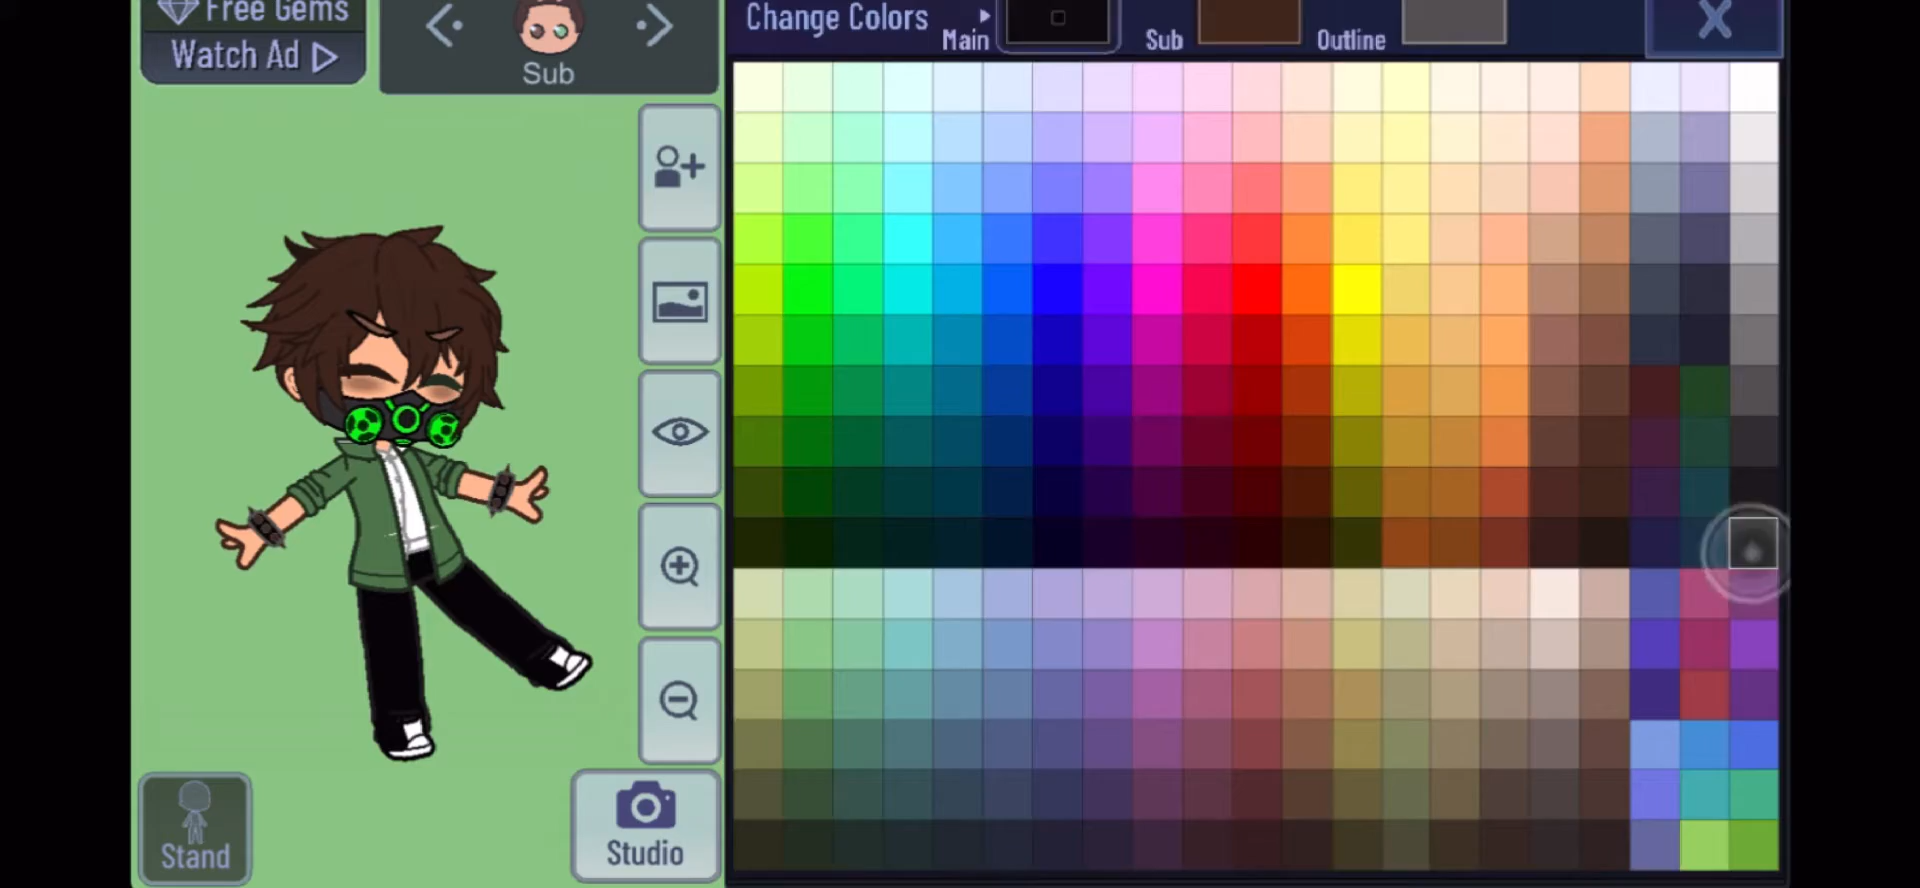 Free Gems
Watch Ad
Sub
Change Colors
Main
Sub
Outline
X
Stand
Studio